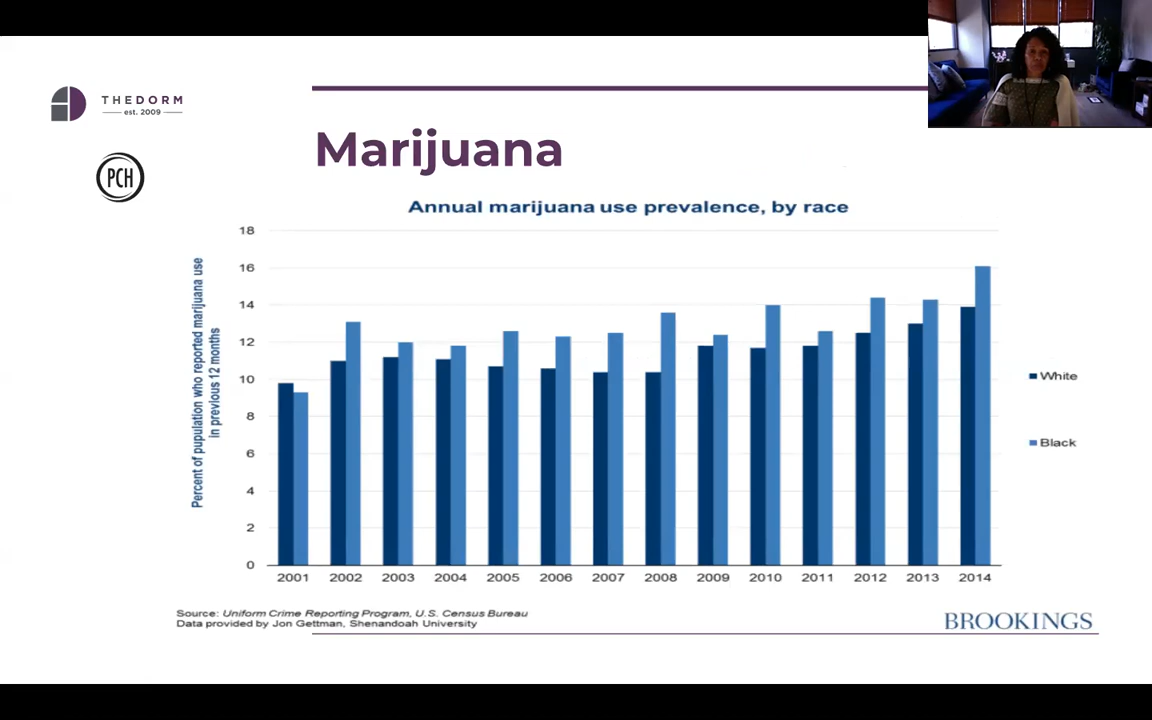 THEDORM
est. 2009
PCH
Marijuana
Annual marijuana use prevalence, by race
Percent of pupulation who reported marijuana use
in previous 12 months
18
16
14
12
10
8
6
4
2
0
2001 2002 2003 2004 2005 2006 2007 2008 2009 2010 2011 2012 2013 2014
White
Black
Source: Uniform Crime Reporting Program, U.S. Census Bureau
Data provided by Jon Gettman, Shenandoah University
BROOKINGS